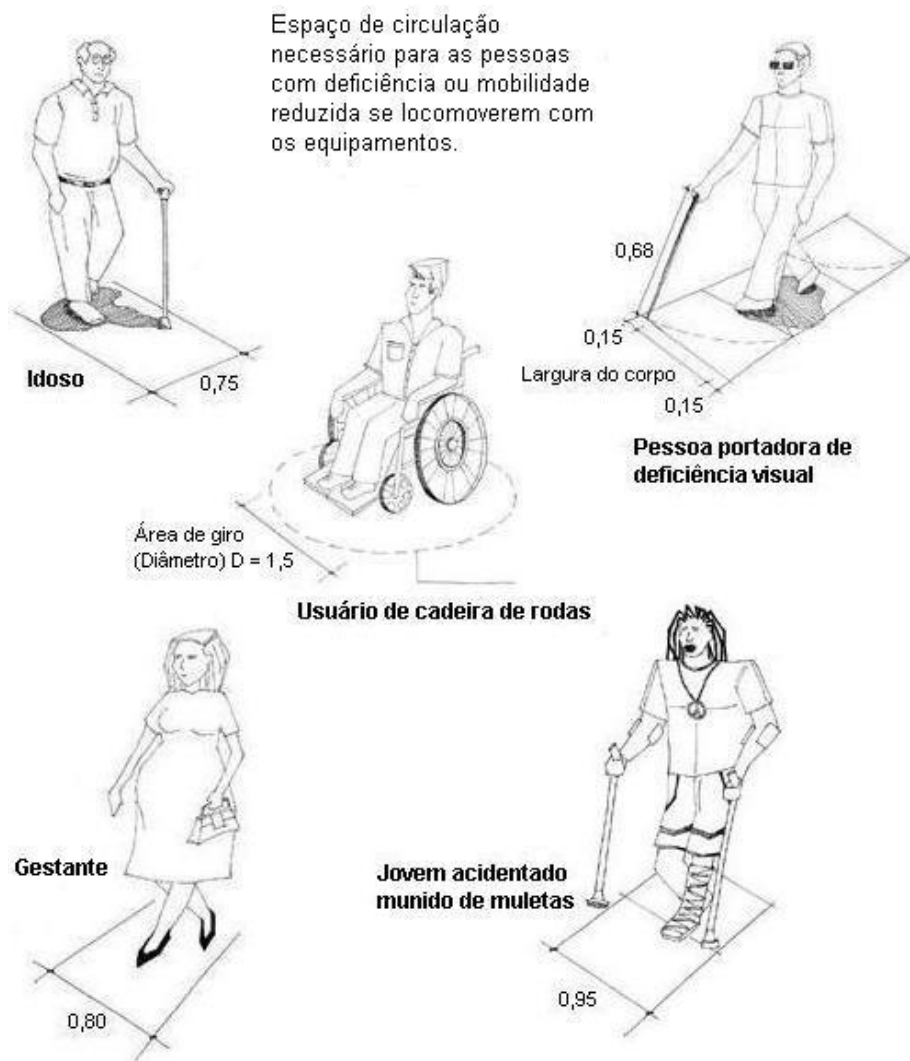 Espaço de circulação
necessário para as pessoas
com deficiência ou mobilidade
reduzida se locomoverem com
os equipamentos.
0,68
0,15
Largura do corpo
0,15
Idoso
0,75
Pessoa portadora de
deficiência visual
Área de giro
(Diâmetro) D = 1,5
Usuário de cadeira de rodas
Gestante
0,80
Jovem acidentado
munido de muletas
0,95